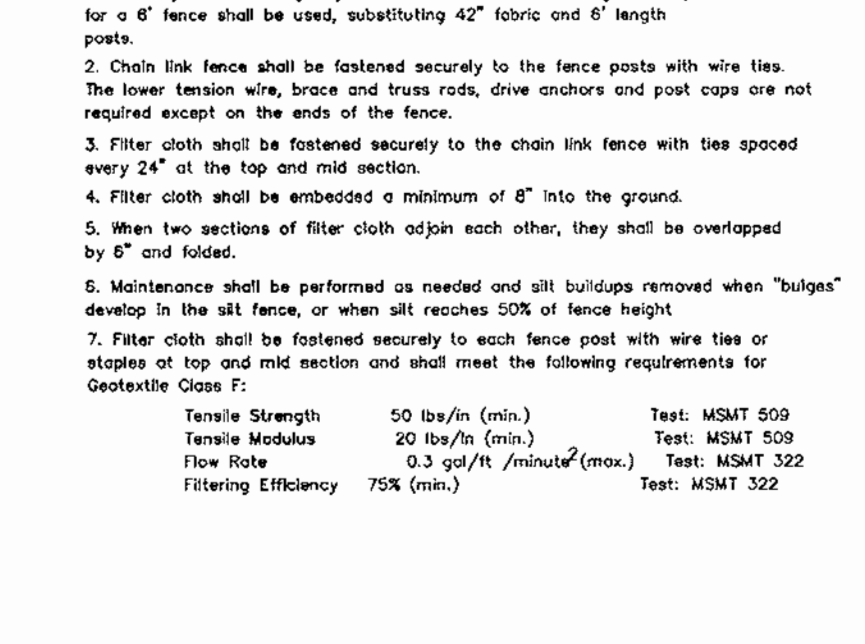 for a 6' fence shall be used, substituting 42" fabric and 6' length
posts.
2. Chain link fence shall be fastened securely to the fence posts with wire ties.
The lower tension wire, brace and truss rods, drive anchors and post caps are not
required except on the ends of the fence.
3. Filter cloth shall be fastened securely to the chain link fence with ties spaced
every 24" at the top and mid section.
4. Filter cloth shall be embedded a minimum of 8" into the ground.
5. When two sections of filter cloth adjoin each other, they shall be overlapped
by 6" and folded.
6. Maintenance shall be performed as needed and silt buildups removed when "bulges"
develop in the silt fence, or when silt reaches 50% of fence height
7. Filter cloth shall be fastened securely to each fence post with wire ties or
staples at top and mid section and shall meet the following requirements for
Geotextile Class F:
Tensile Strength 50 lbs/in (min.) Test: MSMT 509
Tensile Modulus 20 lbs/in (min.) Test: MSMT 509
Flow Rate 0.3 gal/ft /minute² (max.) Test: MSMT 322
Filtering Efficiency 75% (min.) Test: MSMT 322